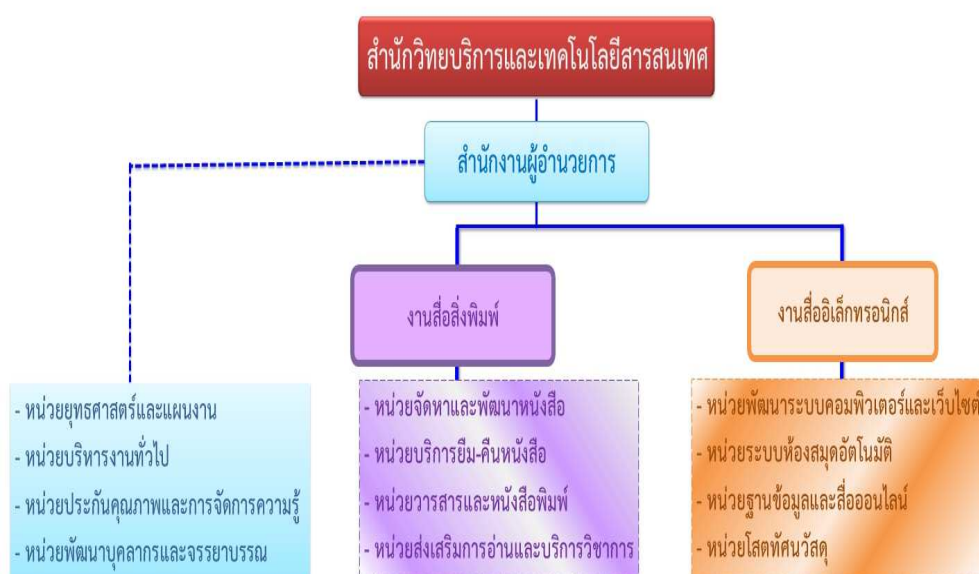 สำนักวิทยบริการและเทคโนโลยีสารสนเทศ
สำนักงานผู้อำนวยการ
งานสื่อสิ่งพิมพ์
งานสื่ออิเล็กทรอนิกส์
- หน่วยยุทธศาสตร์และแผนงาน
- หน่วยบริหารงานทั่วไป
- หน่วยประกันคุณภาพและการจัดการความรู้
- หน่วยพัฒนาบุคลากรและจรรยาบรรณ
- หน่วยจัดหาและพัฒนาหนังสือ
- หน่วยบริการยืม-คืนหนังสือ
- หน่วยวารสารและหนังสือพิมพ์
- หน่วยส่งเสริมการอ่านและบริการวิชาการ
- หน่วยพัฒนาระบบคอมพิวเตอร์และเว็บไซต์
- หน่วยระบบห้องสมุดอัตโนมัติ
- หน่วยฐานข้อมูลและสื่อออนไลน์
- หน่วยโสตทัศนวัสดุ